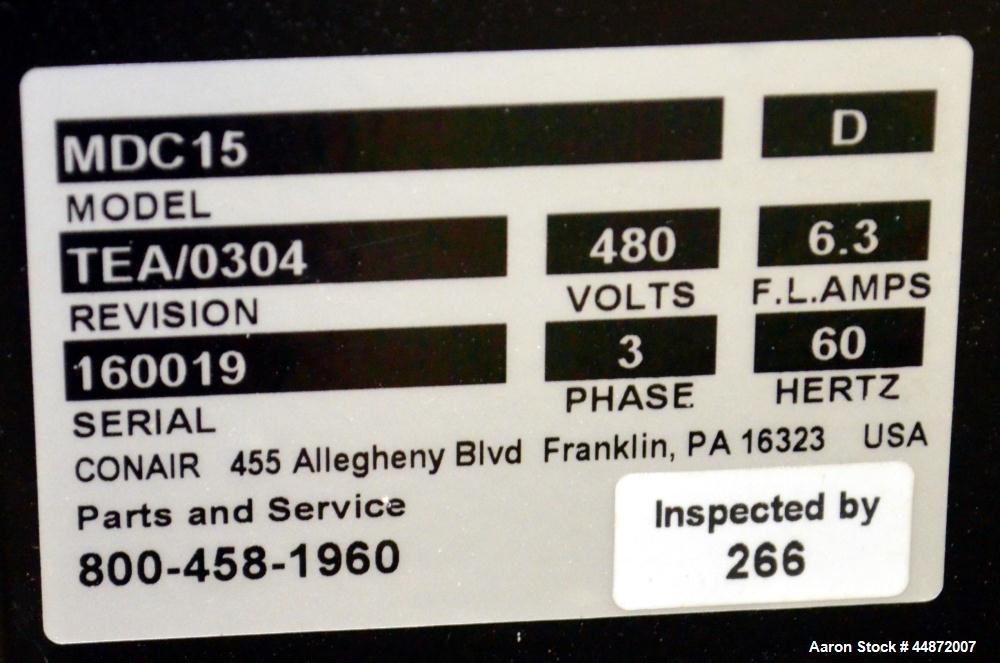 MDC15 D
MODEL
TEA/0304 480 6.3
REVISION VOLTS F.L.AMPS
160019 3 60
SERIAL PHASE HERTZ
CONAIR 455 Allegheny Blvd Franklin, PA 16323 USA
Parts and Service
800-458-1960
Inspected by
266
Aaron Stock # 44872007